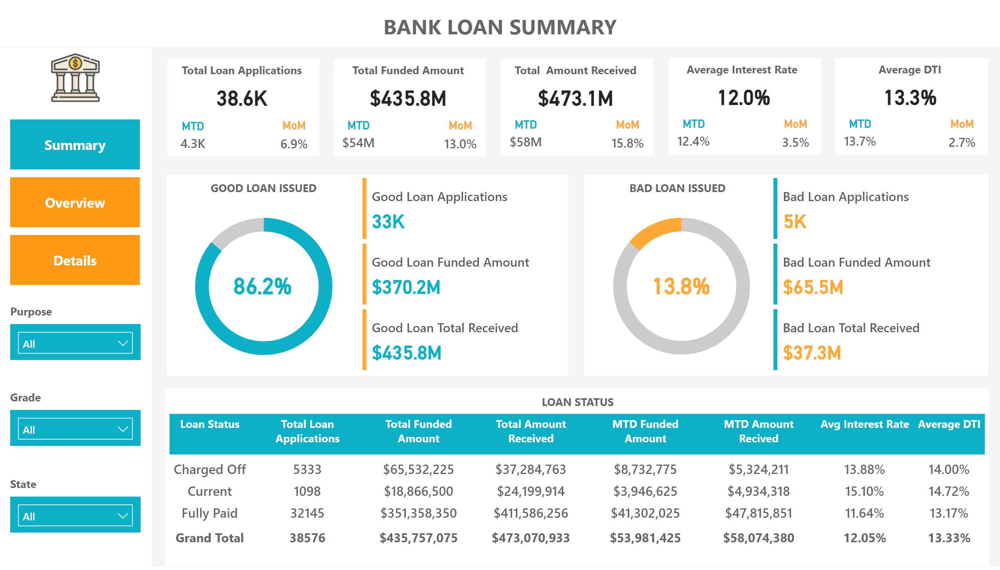 BANK LOAN SUMMARY
$
Summary
Overview
Details
Purpose
All
Grade
All
State
All
Total Loan Applications
38.6K
MTD MoM
4.3K 6.9%
Total Funded Amount
$435.8M
MTD MoM
$54M 13.0%
Total  Amount Received
$473.1M
MTD MoM
$58M 15.8%
Average Interest Rate
12.0%
MTD MoM
12.4% 3.5%
Average DTI
13.3%
MTD MoM
13.7% 2.7%
GOOD LOAN ISSUED
86.2%
Good Loan Applications
33K
Good Loan Funded Amount
$370.2M
Good Loan Total Received
$435.8M
BAD LOAN ISSUED
13.8%
Bad Loan Applications
5K
Bad Loan Funded Amount
$65.5M
Bad Loan Total Received
$37.3M
LOAN STATUS
Loan Status Total Loan Total Funded Total Amount MTD Funded MTD Amount Avg Interest Rate Average DTI
Applications Amount Received Amount Recived
Charged Off 5333 $65,532,225 $37,284,763 $8,732,775 $5,324,211 13.88% 14.00%
Current 1098 $18,866,500 $24,199,914 $3,946,625 $4,934,318 15.10% 14.72%
Fully Paid 32145 $351,358,350 $411,586,256 $41,302,025 $47,815,851 11.64% 13.17%
Grand Total 38576 $435,757,075 $473,070,933 $53,981,425 $58,074,380 12.05% 13.33%